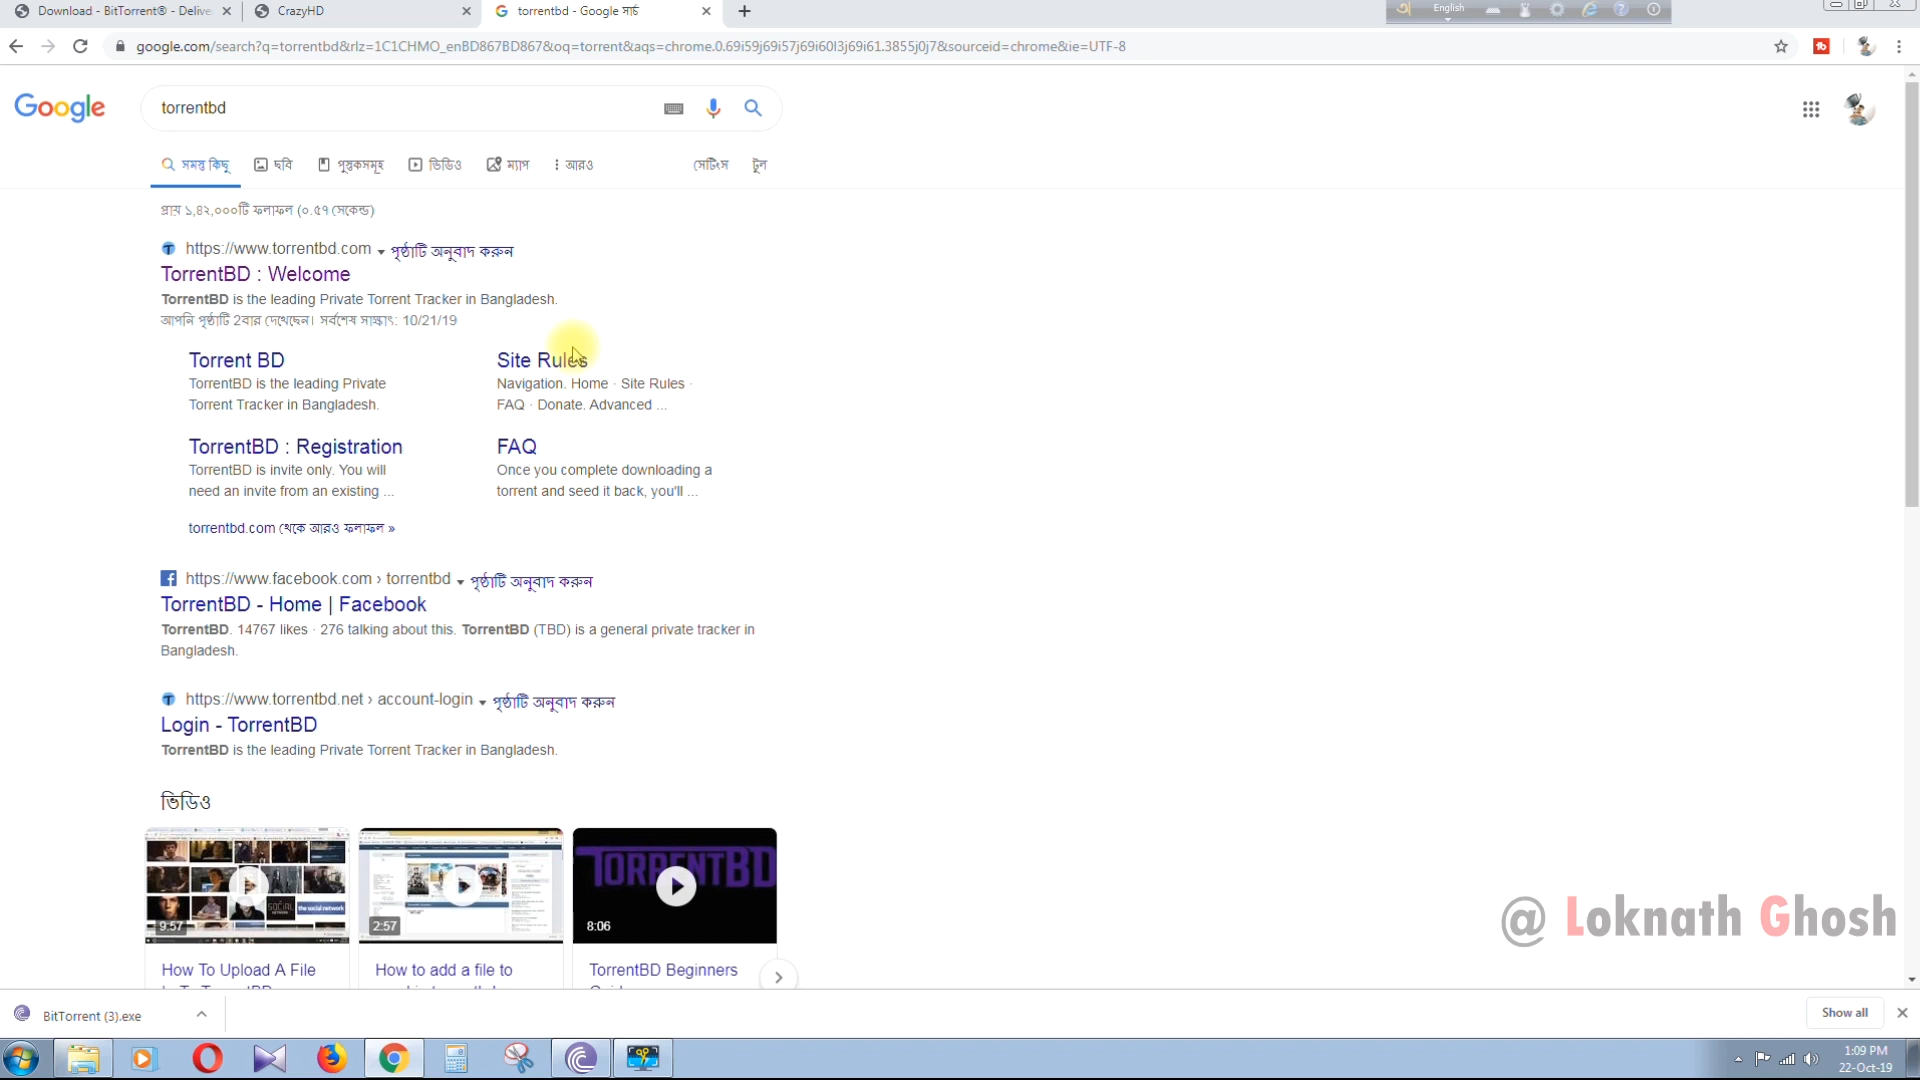 Download - BitTorrent® - Delive
CrazyHD
torrentbd - Google সার্চ
English
google.com/search?q=torrentbd&rlz=1C1CHMO_enBD867BD867&oq=torrent&aqs=chrome.0.69i59j69i57j69i60l3j69i61.3855j0j7&sourceid=chrome&ie=UTF-8
Google
torrentbd
সমস্ত কিছু ছবি পুস্তকসমূহ ভিডিও ম্যাপ আরও সেটিংস টুল
প্রায় ১,৪২,০০০টি ফলাফল (০.৫৭ সেকেন্ড)
https://www.torrentbd.com পৃষ্ঠাটি অনুবাদ করুন
TorrentBD : Welcome
TorrentBD is the leading Private Torrent Tracker in Bangladesh.
আপনি পৃষ্ঠাটি 2বার দেখেছেন। সর্বশেষ সাক্ষাৎ: 10/21/19
Torrent BD
TorrentBD is the leading Private
Torrent Tracker in Bangladesh.
Site Rules
Navigation. Home · Site Rules ·
FAQ · Donate. Advanced ...
TorrentBD : Registration
TorrentBD is invite only. You will
need an invite from an existing ...
FAQ
Once you complete downloading a
torrent and seed it back, you'll ...
torrentbd.com থেকে আরও ফলাফল »
https://www.facebook.com › torrentbd পৃষ্ঠাটি অনুবাদ করুন
TorrentBD - Home | Facebook
TorrentBD. 14767 likes · 276 talking about this. TorrentBD (TBD) is a general private tracker in
Bangladesh.
https://www.torrentbd.net › account-login পৃষ্ঠাটি অনুবাদ করুন
Login - TorrentBD
TorrentBD is the leading Private Torrent Tracker in Bangladesh.
ভিডিও
the social network
9:57
2:57
TORRENTBD
8:06
How To Upload A File
How to add a file to
TorrentBD Beginners
@ Loknath Ghosh
BitTorrent (3).exe
Show all
1:09 PM
22-Oct-19